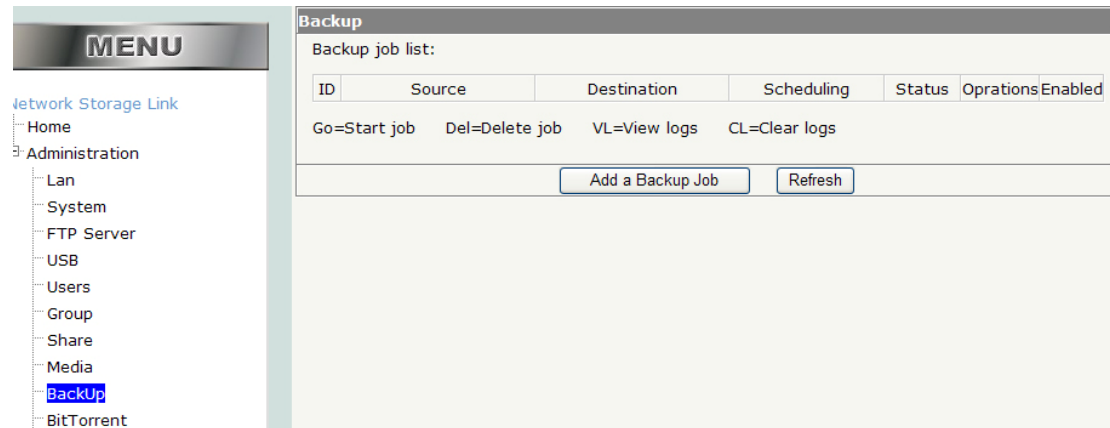 MENU
Network Storage Link
Home
Administration
Lan
System
FTP Server
USB
Users
Group
Share
Media
BackUp
BitTorrent
Backup
Backup job list:
ID Source Destination Scheduling Status Oprations Enabled
Go=Start job Del=Delete job VL=View logs CL=Clear logs
Add a Backup Job Refresh